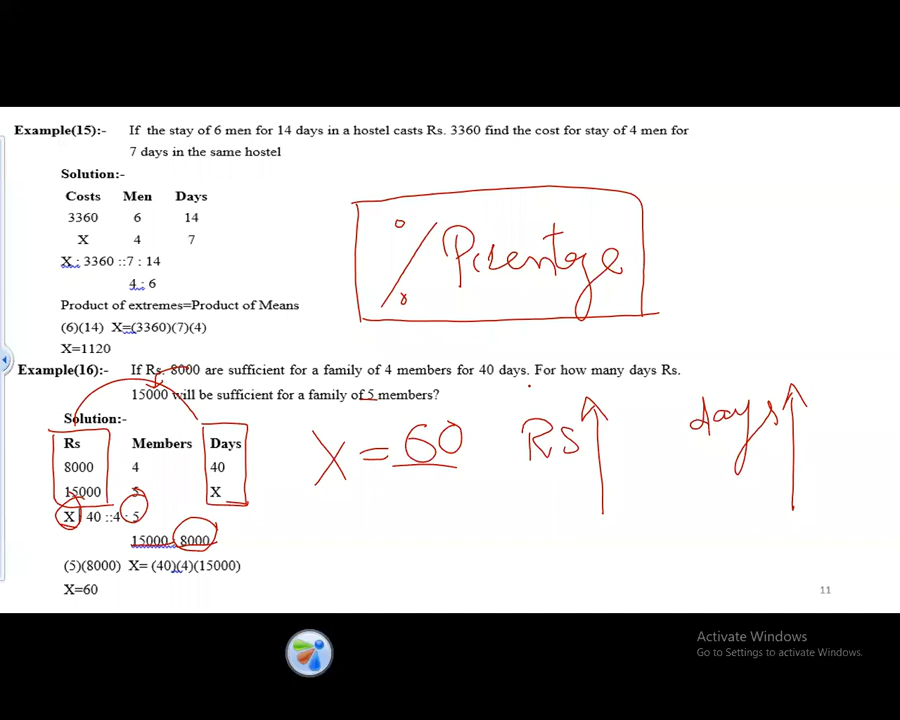 Example(15):- If the stay of 6 men for 14 days in a hostel casts Rs. 3360 find the cost for stay of 4 men for
7 days in the same hostel
Solution:-
Costs Men Days
3360 6 14
X 4 7
X : 3360 ::7 : 14
4 : 6
% Percentage
Product of extremes=Product of Means
(6)(14) X=(3360)(7)(4)
X=1120
Example(16):- If Rs. 8000 are sufficient for a family of 4 members for 40 days. For how many days Rs.
15000 will be sufficient for a family of 5 members?
Solution:-
Rs Members Days
8000 4 40
15000 5 X
X : 40 ::4 : 5
15000 : 8000
(5)(8000) X= (40)(4)(15000)
X=60
X = 60 Rs days
11
Activate Windows
Go to Settings to activate Windows.